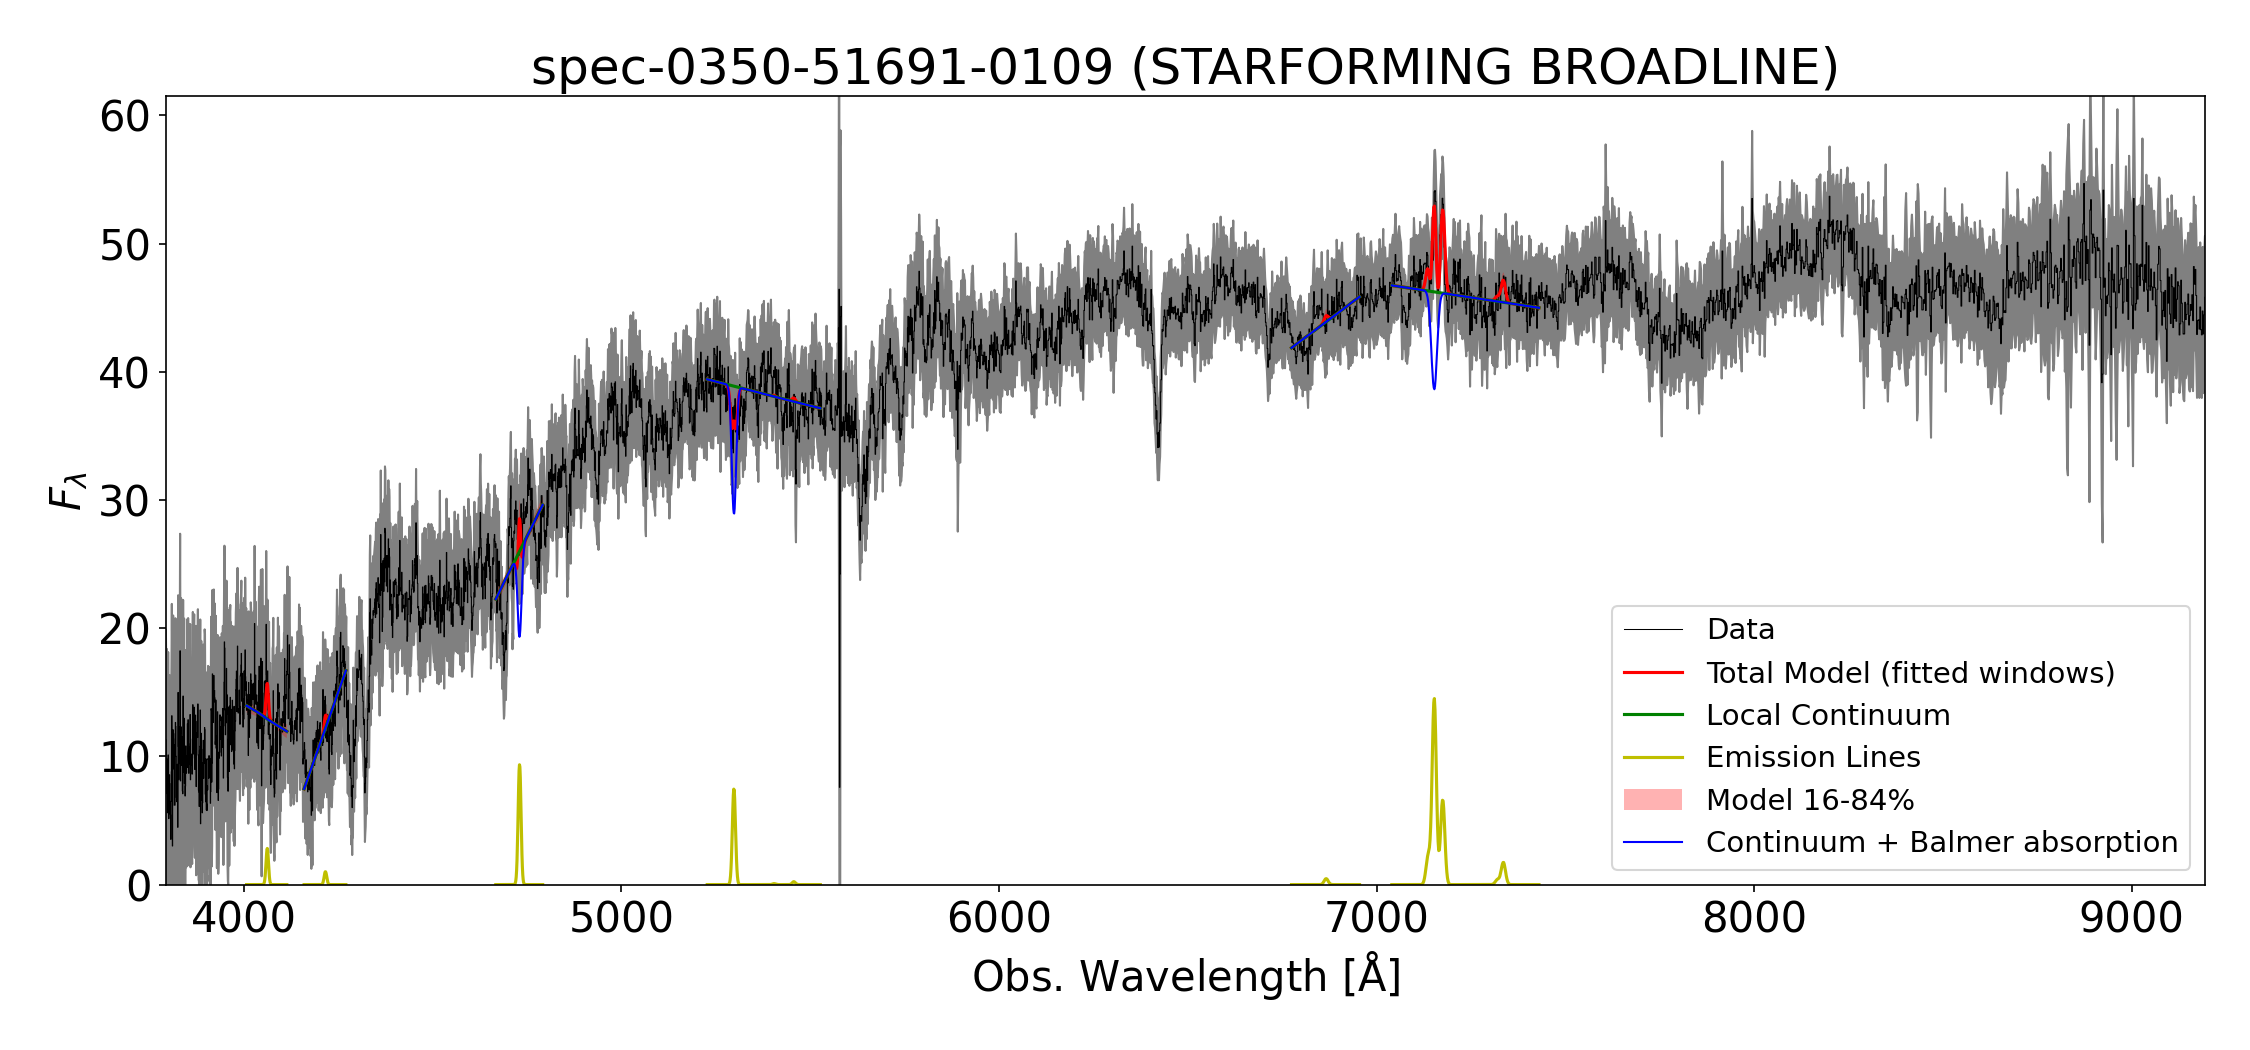 spec-0350-51691-0109 (STARFORMING BROADLINE)
60
50
40
30
20
10
0
Fλ
4000 5000 6000 7000 8000 9000
Obs. Wavelength [Å]
Data
Total Model (fitted windows)
Local Continuum
Emission Lines
Model 16-84%
Continuum + Balmer absorption